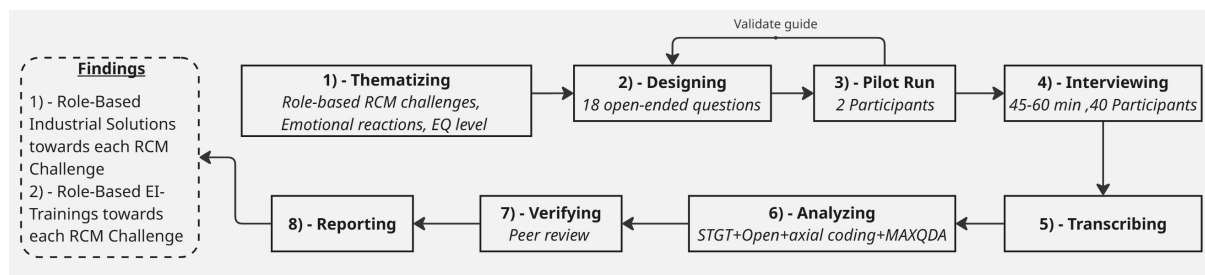 Validate guide
1) - Thematizing
Role-based RCM challenges,
Emotional reactions, EQ level
2) - Designing
18 open-ended questions
3) - Pilot Run
2 Participants
4) - Interviewing
45-60 min ,40 Participants
5) - Transcribing
6) - Analyzing
STGT+Open+axial coding+MAXQDA
7) - Verifying
Peer review
8) - Reporting
Findings
1) - Role-Based
Industrial Solutions
towards each RCM
Challenge
2) - Role-Based EI-
Trainings towards
each RCM Challenge